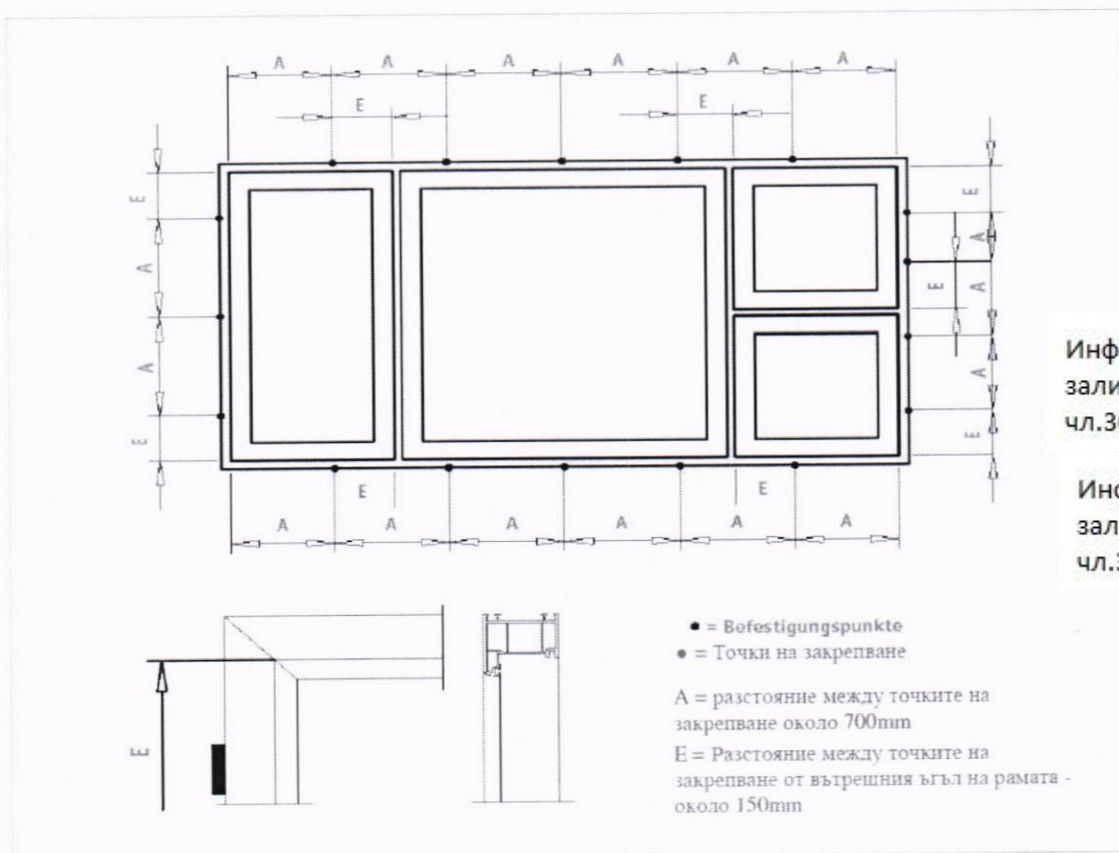 A A A A A A
E E
E
A
A
E
E
A
E
A
A
E
Инф
зали
чл.3
Инф
зал
чл.
E E
A A A A A A
E
● = Befestigungspunkte
● = Точки на закрепване
A = разстояние между точките на
закрепване около 700mm
E = Разстояние между точките на
закрепване от вътрешния ъгъл на рамата -
около 150mm